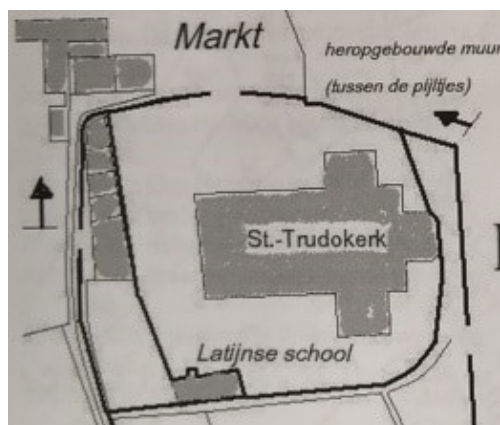 Markt
heropgebouwde muur
(tussen de pijltjes)
St.-Trudokerk
Latijnse school